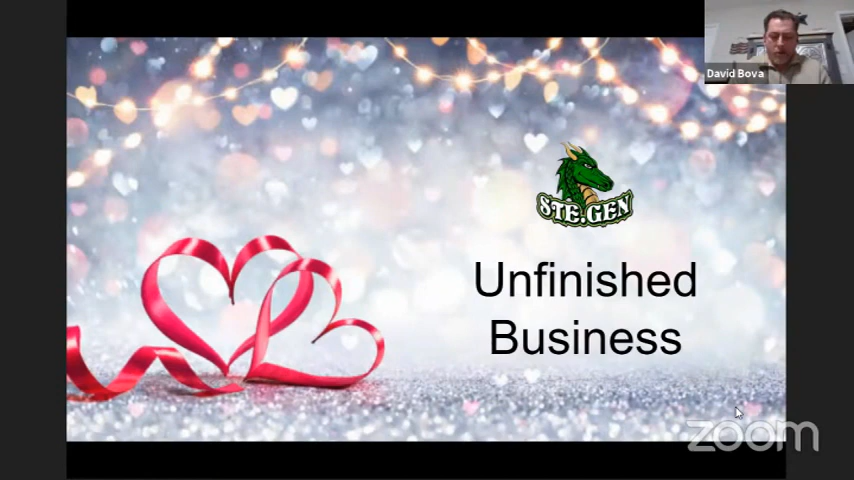 David Bova
STE.GEN
Unfinished
Business
zoom